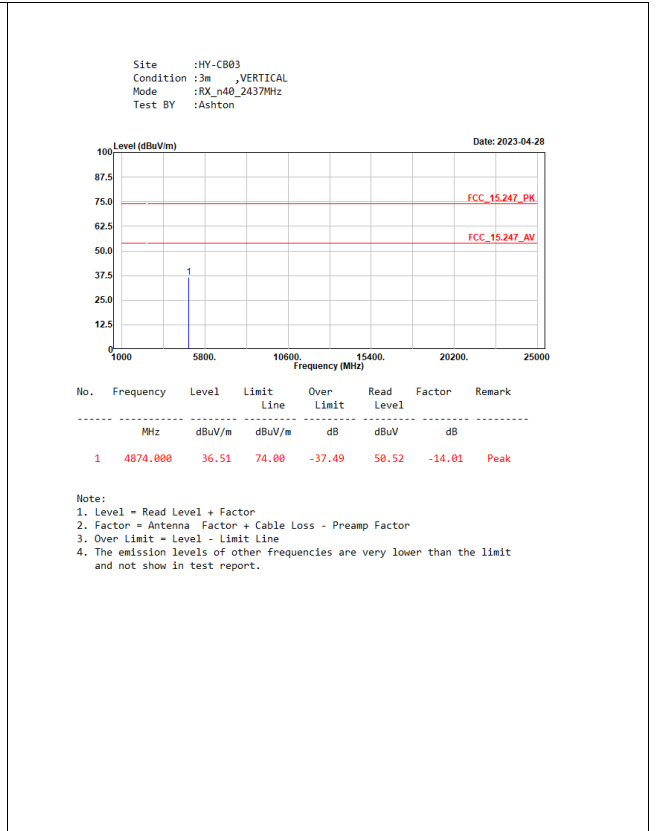 Site      :HY-CB03
Condition :3m    ,VERTICAL
Mode      :RX_n40_2437MHz
Test BY   :Ashton
Level (dBuV/m)
Date: 2023-04-28
100
87.5
75.0
FCC_15.247_PK
62.5
FCC_15.247_AV
50.0
37.5
1
25.0
12.5
0
1000 5800. 10600. 15400. 20200. 25000
Frequency (MHz)
No. Frequency Level Limit Over Read Factor Remark
Line Limit Level
------ ----------- -------- -------- --------- --------- -------- ---------
MHz dBuV/m dBuV/m dB dBuV dB
1 4874.000 36.51 74.00 -37.49 50.52 -14.01 Peak
Note:
1. Level = Read Level + Factor
2. Factor = Antenna  Factor + Cable Loss - Preamp Factor
3. Over Limit = Level - Limit Line
4. The emission levels of other frequencies are very lower than the limit
and not show in test report.